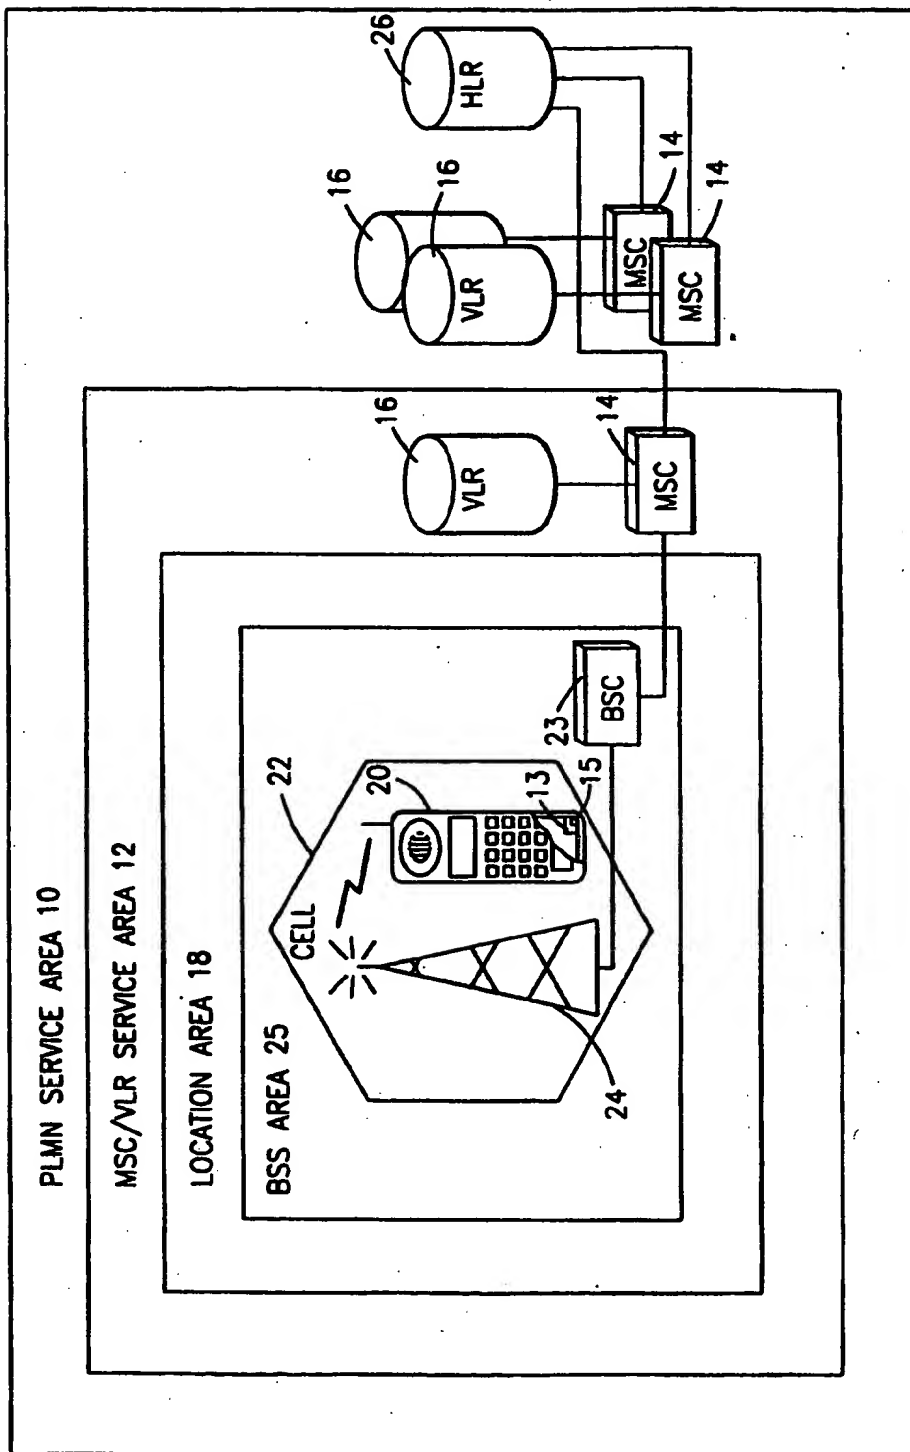 PLMN SERVICE AREA 10
MSC/VLR SERVICE AREA 12
LOCATION AREA 18
BSS AREA 25
CELL
22
20
13
15
24
23
BSC
16
VLR
14
MSC
16
16
VLR
14
MSC
14
MSC
26
HLR